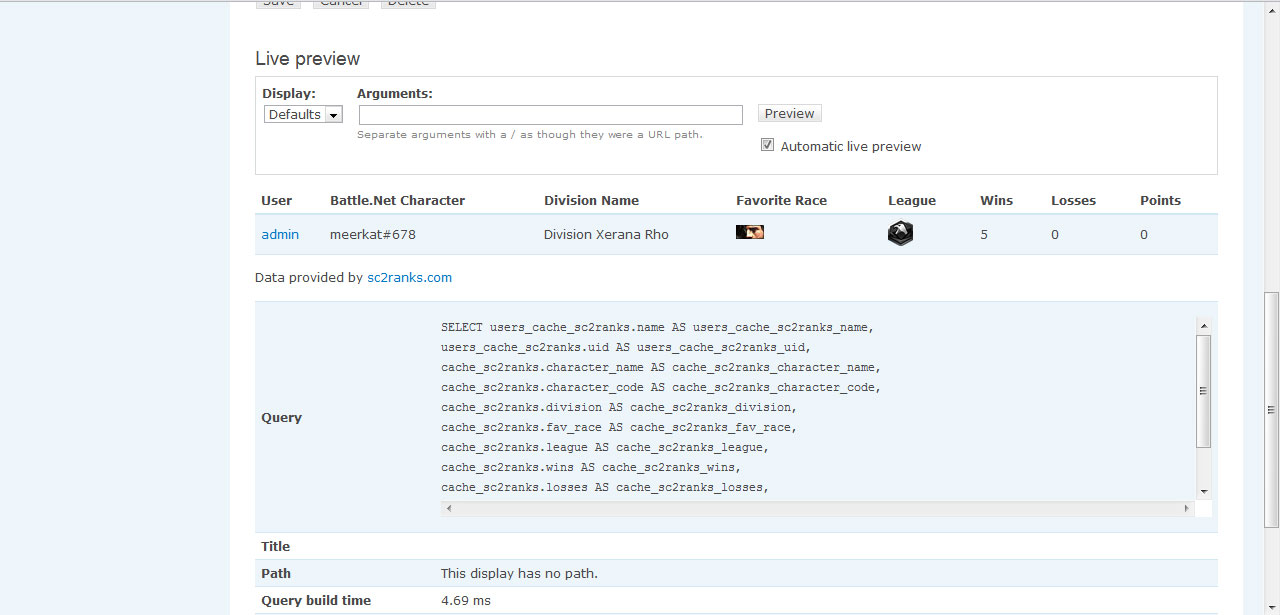 Save Cancel Delete
Live preview
Display: Arguments:
Defaults Preview
Separate arguments with a / as though they were a URL path.
Automatic live preview
User Battle.Net Character Division Name Favorite Race League Wins Losses Points
admin meerkat#678 Division Xerana Rho 5 0 0
Data provided by sc2ranks.com
SELECT users_cache_sc2ranks.name AS users_cache_sc2ranks_name,
users_cache_sc2ranks.uid AS users_cache_sc2ranks_uid,
cache_sc2ranks.character_name AS cache_sc2ranks_character_name,
cache_sc2ranks.character_code AS cache_sc2ranks_character_code,
cache_sc2ranks.division AS cache_sc2ranks_division,
Query
cache_sc2ranks.fav_race AS cache_sc2ranks_fav_race,
cache_sc2ranks.league AS cache_sc2ranks_league,
cache_sc2ranks.wins AS cache_sc2ranks_wins,
cache_sc2ranks.losses AS cache_sc2ranks_losses,
Title
Path This display has no path.
Query build time 4.69 ms